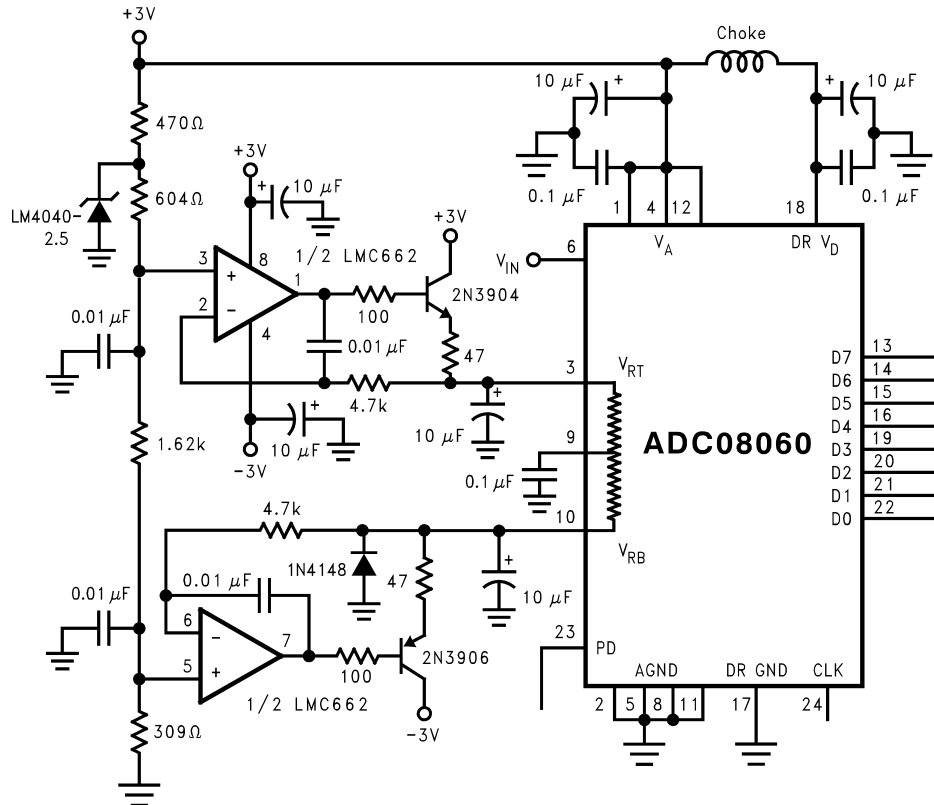 +3V
Choke
10 µF +
+ 10 µF
470Ω
0.1 µF
0.1 µF
+3V
604Ω
LM4040-
2.5
+ 10 µF
1 4 12 18
+3V
V_A DR V_D
V_IN 6
3 + 8 1/2 LMC662
1
2 −
100
2N3904
4
0.01 µF
0.01 µF
47
4.7k
3 V_RT
13 D7
14 D6
15 D5
16 D4
19 D3
20 D2
21 D1
22 D0
+
10 µF
+
10 µF
−3V
1.62k
9
0.1 µF
ADC08060
4.7k
10
V_RB
1N4148
47
+
10 µF
0.01 µF
0.01 µF
6 −
7
5 +
100
2N3906
1/2 LMC662
−3V
23 PD
AGND DR GND CLK
2 5 8 11 17 24
309Ω